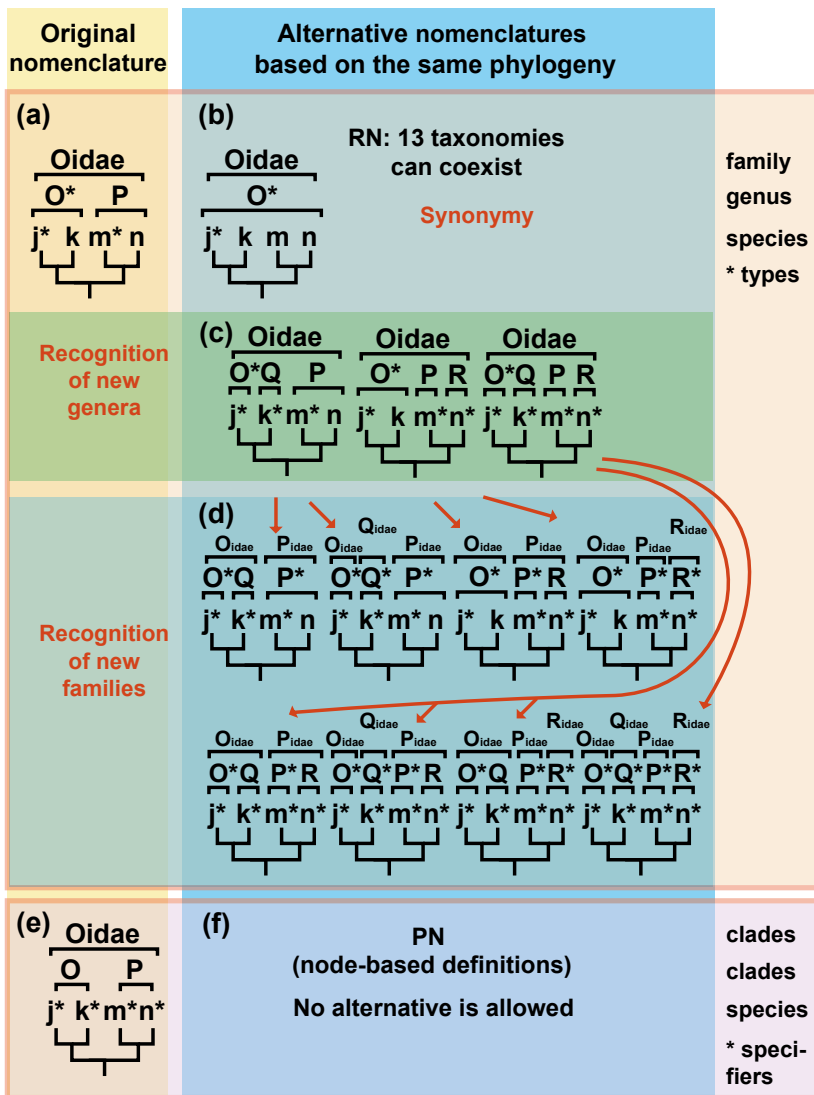 Original
nomenclature
Alternative nomenclatures
based on the same phylogeny
(a)
Oidae
O* P
j* k m* n
(b)
Oidae
O*
j* k m n
RN: 13 taxonomies
can coexist
Synonymy
family
genus
species
* types
Recognition
of new
genera
(c)
Oidae Oidae Oidae
O* Q P O* P R O* Q P R
j* k* m* n j* k m* n* j* k* m* n*
Recognition
of new
families
(d)
Qidae Ridae
Oidae Pidae Oidae Pidae Oidae Pidae Oidae Pidae
O* Q P* O* Q* P* O* P* R O* P* R*
j* k* m* n j* k* m* n j* k m* n* j* k m* n*
Qidae Ridae Qidae Ridae
Oidae Pidae Oidae Pidae Oidae Pidae Oidae Pidae
O* Q P* R O* Q* P* R O* Q P* R* O* Q* P* R*
j* k* m* n* j* k* m* n* j* k* m* n* j* k* m* n*
(e)
Oidae
O P
j* k* m* n*
(f)
PN
(node-based definitions)
No alternative is allowed
clades
clades
species
* speci-
fiers